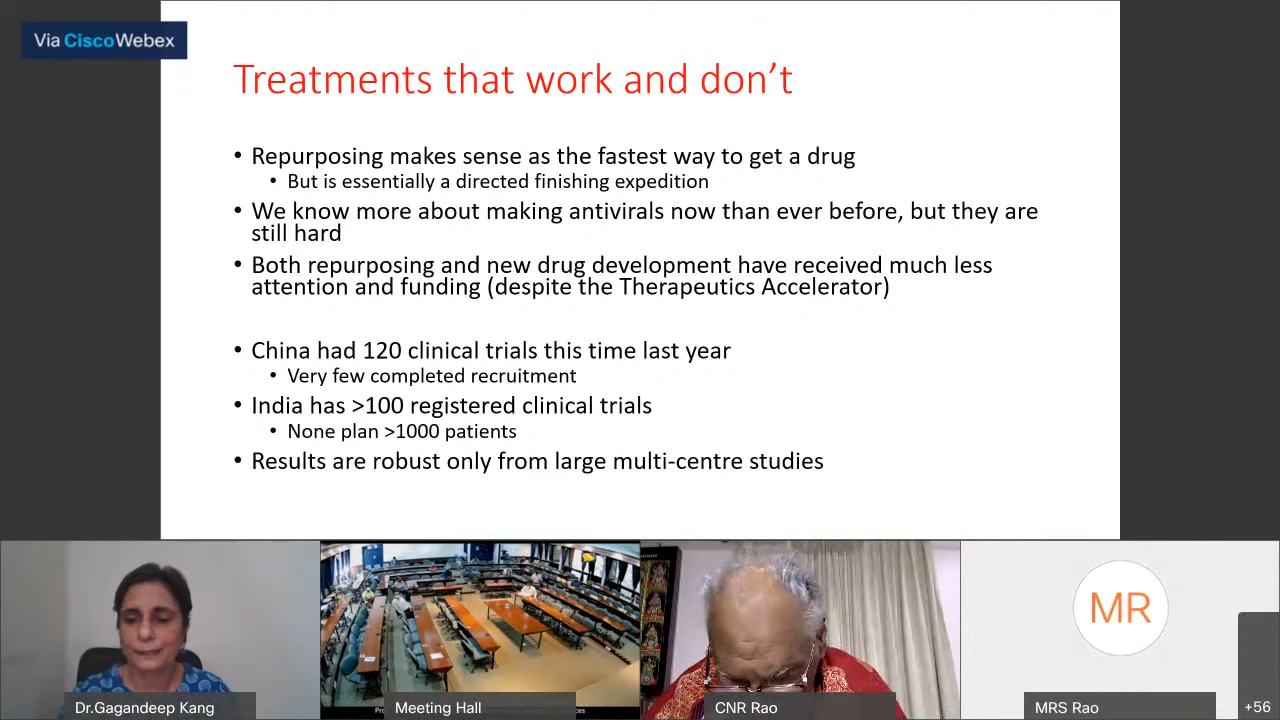 Via CiscoWebex
Treatments that work and don't
• Repurposing makes sense as the fastest way to get a drug
• But is essentially a directed finishing expedition
• We know more about making antivirals now than ever before, but they are
still hard
• Both repurposing and new drug development have received much less
attention and funding (despite the Therapeutics Accelerator)
• China had 120 clinical trials this time last year
• Very few completed recruitment
• India has >100 registered clinical trials
• None plan >1000 patients
• Results are robust only from large multi-centre studies
MR
Dr.Gagandeep Kang
Meeting Hall
CNR Rao
MRS Rao
+56